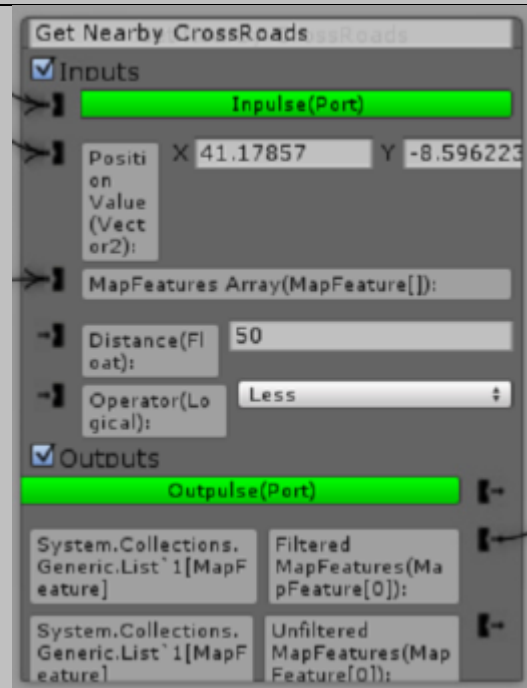 Get Nearby CrossRoads
Inputs
Inpulse(Port)
Positi
on
Value
(Vect
or2):
X 41.17857 Y -8.596223
MapFeatures Array(MapFeature[]):
Distance(Fl
oat):
50
Operator(Lo
gical):
Less
Outputs
Outpulse(Port)
System.Collections.
Generic.List`1[MapF
eature]
Filtered
MapFeatures(Ma
pFeature[0]):
System.Collections.
Generic.List`1[MapF
eature]
Unfiltered
MapFeatures(Map
Feature[0]):